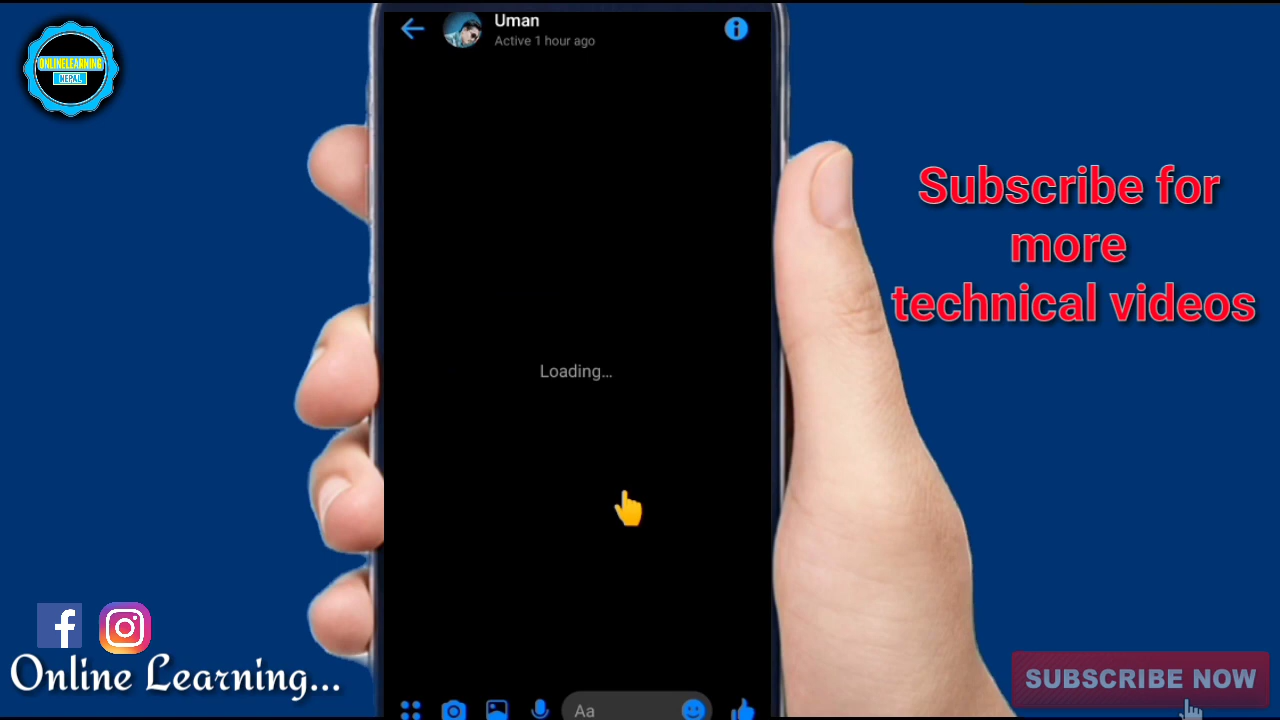 ONLINELEARNING
NEPAL
Uman
Active 1 hour ago
Subscribe for
more
technical videos
Loading...
Online Learning...
Aa
SUBSCRIBE NOW